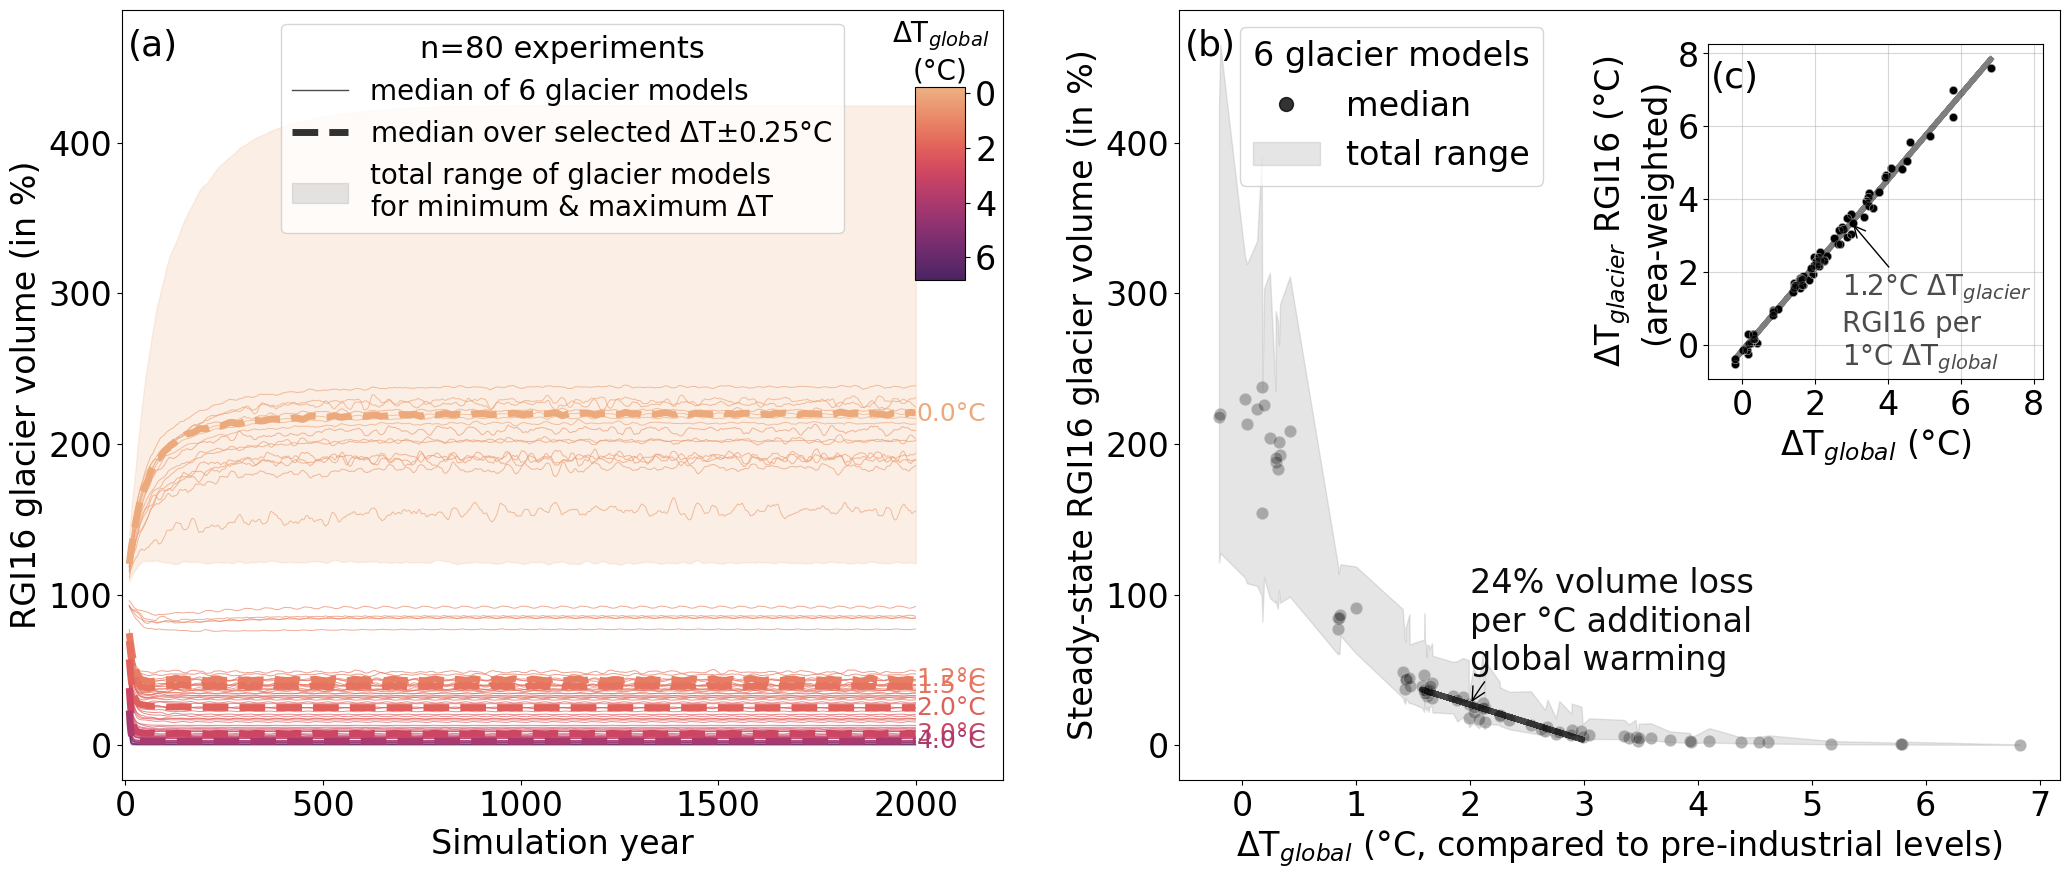 (a)
n=80 experiments
median of 6 glacier models
median over selected ΔT±0.25°C
total range of glacier models
for minimum & maximum ΔT
ΔTglobal
(°C)
0
2
4
6
RGI16 glacier volume (in %)
400
300
200
100
0
0.0°C
1.2°C
1.5°C
2.0°C
3.0°C
4.0°C
0
500
1000
1500
2000
Simulation year
(b)
6 glacier models
median
total range
Steady-state RGI16 glacier volume (in %)
400
300
200
100
0
24% volume loss
per °C additional
global warming
0
1
2
3
4
5
6
7
ΔTglobal (°C, compared to pre-industrial levels)
(c)
ΔTglacier RGI16 (°C)
(area-weighted)
8
6
4
2
0
1.2°C ΔTglacier
RGI16 per
1°C ΔTglobal
0
2
4
6
8
ΔTglobal (°C)